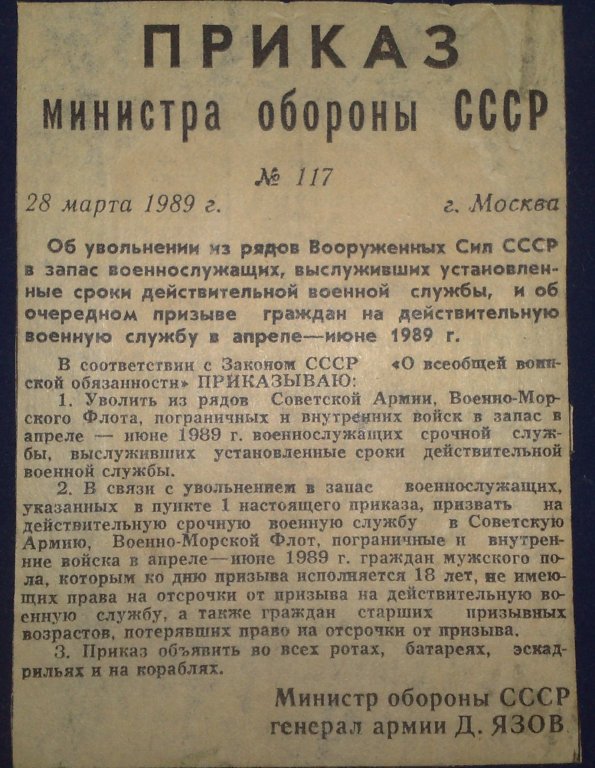 ПРИКАЗ
министра обороны СССР
№ 117
28 марта 1989 г. г. Москва
Об увольнении из рядов Вооруженных Сил СССР
в запас военнослужащих, выслуживших установлен-
ные сроки действительной военной службы, и об
очередном призыве граждан на действительную
военную службу в апреле—июне 1989 г.
В соответствии с Законом СССР «О всеобщей воин-
ской обязанности» ПРИКАЗЫВАЮ:
1. Уволить из рядов Советской Армии, Военно-Мор-
ского Флота, пограничных и внутренних войск в запас в
апреле — июне 1989 г. военнослужащих срочной служ-
бы, выслуживших установленные сроки действительной
военной службы.
2. В связи с увольнением в запас военнослужащих,
указанных в пункте 1 настоящего приказа, призвать на
действительную срочную военную службу в Советскую
Армию, Военно-Морской Флот, пограничные и внутрен-
ние войска в апреле—июне 1989 г. граждан мужского по-
ла, которым ко дню призыва исполняется 18 лет, не имею-
щих права на отсрочки от призыва на действительную во-
енную службу, а также граждан старших призывных
возрастов, потерявших право на отсрочки от призыва.
3. Приказ объявить во всех ротах, батареях, эскад-
рильях и на кораблях.
Министр обороны СССР
генерал армии Д. ЯЗОВ